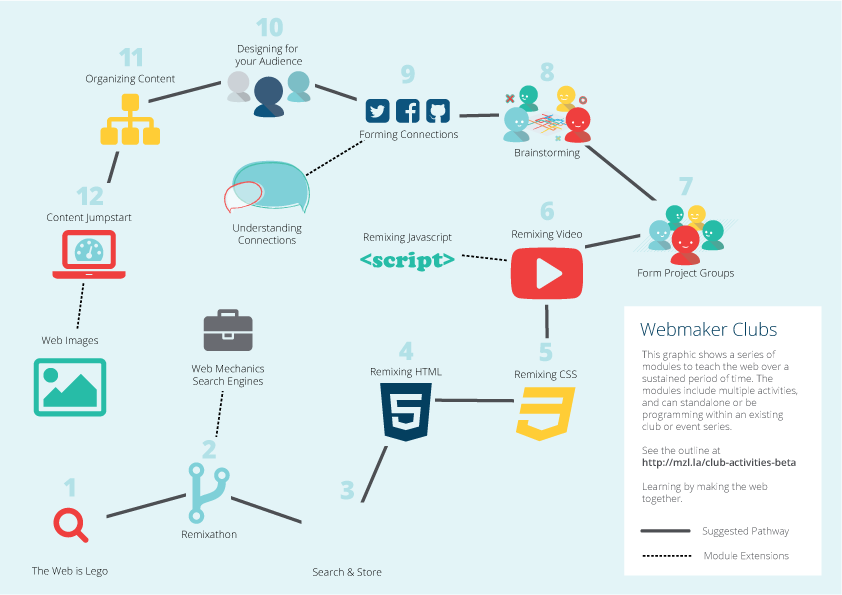 10
Designing for
your Audience
11
Organizing Content
9
Forming Connections
8
Brainstorming
12
Content Jumpstart
Understanding
Connections
7
Form Project Groups
6
Remixing Video
Remixing Javascript
<script>
Web Images
Web Mechanics
Search Engines
4
Remixing HTML
5
5
Remixing CSS
2
Remixathon
3
Search & Store
1
The Web is Lego
Webmaker Clubs
This graphic shows a series of
modules to teach the web over a
sustained period of time. The
modules include multiple activities,
and can standalone or be
programming within an existing
club or event series.
See the outline at
http://mzl.la/club-activities-beta
Learning by making the web
together.
Suggested Pathway
Module Extensions